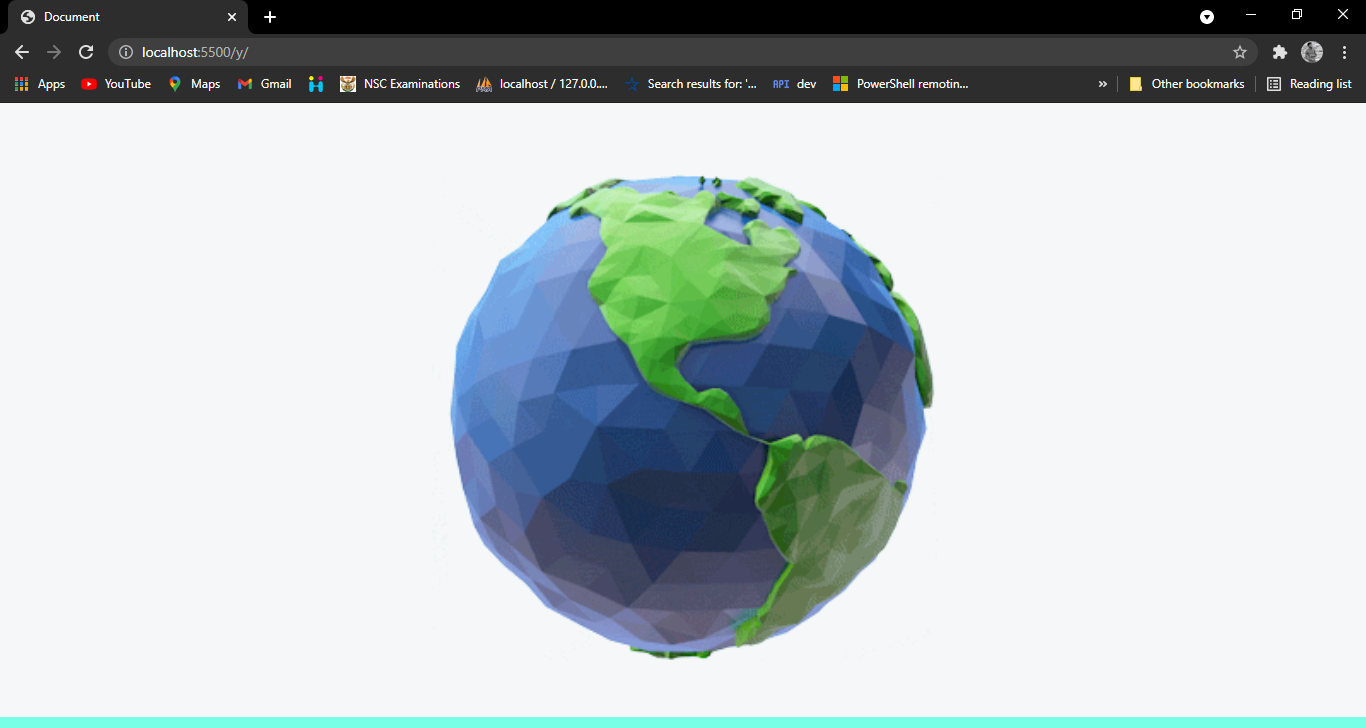 Document
localhost:5500/y/
Apps YouTube Maps Gmail NSC Examinations localhost / 127.0.0.... Search results for: '... API dev PowerShell remotin... » Other bookmarks Reading list